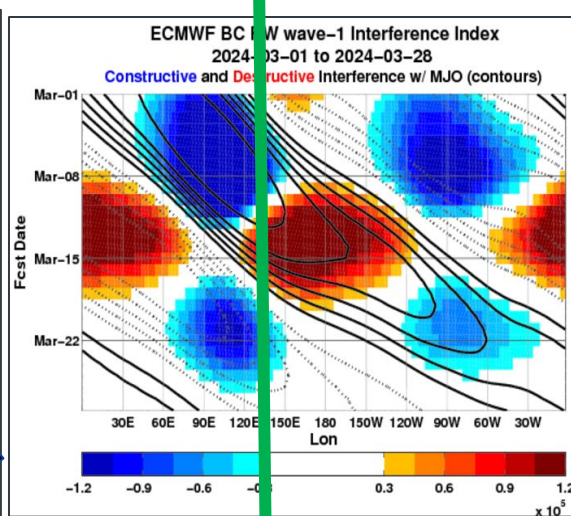 ECMWF BC W wave-1 Interference Index
2024-03-01 to 2024-03-28
Constructive and Des ctive Interference w/ MJO (contours)
Mar-01
Mar-08
Mar-15
Mar-22
Fcst Date
30E 60E 90E 120E 150E 180 150W 120W 90W 60W 30W
Lon
-1.2 -0.9 -0.6 0.3 0.6 0.9 1.2
x 10^5